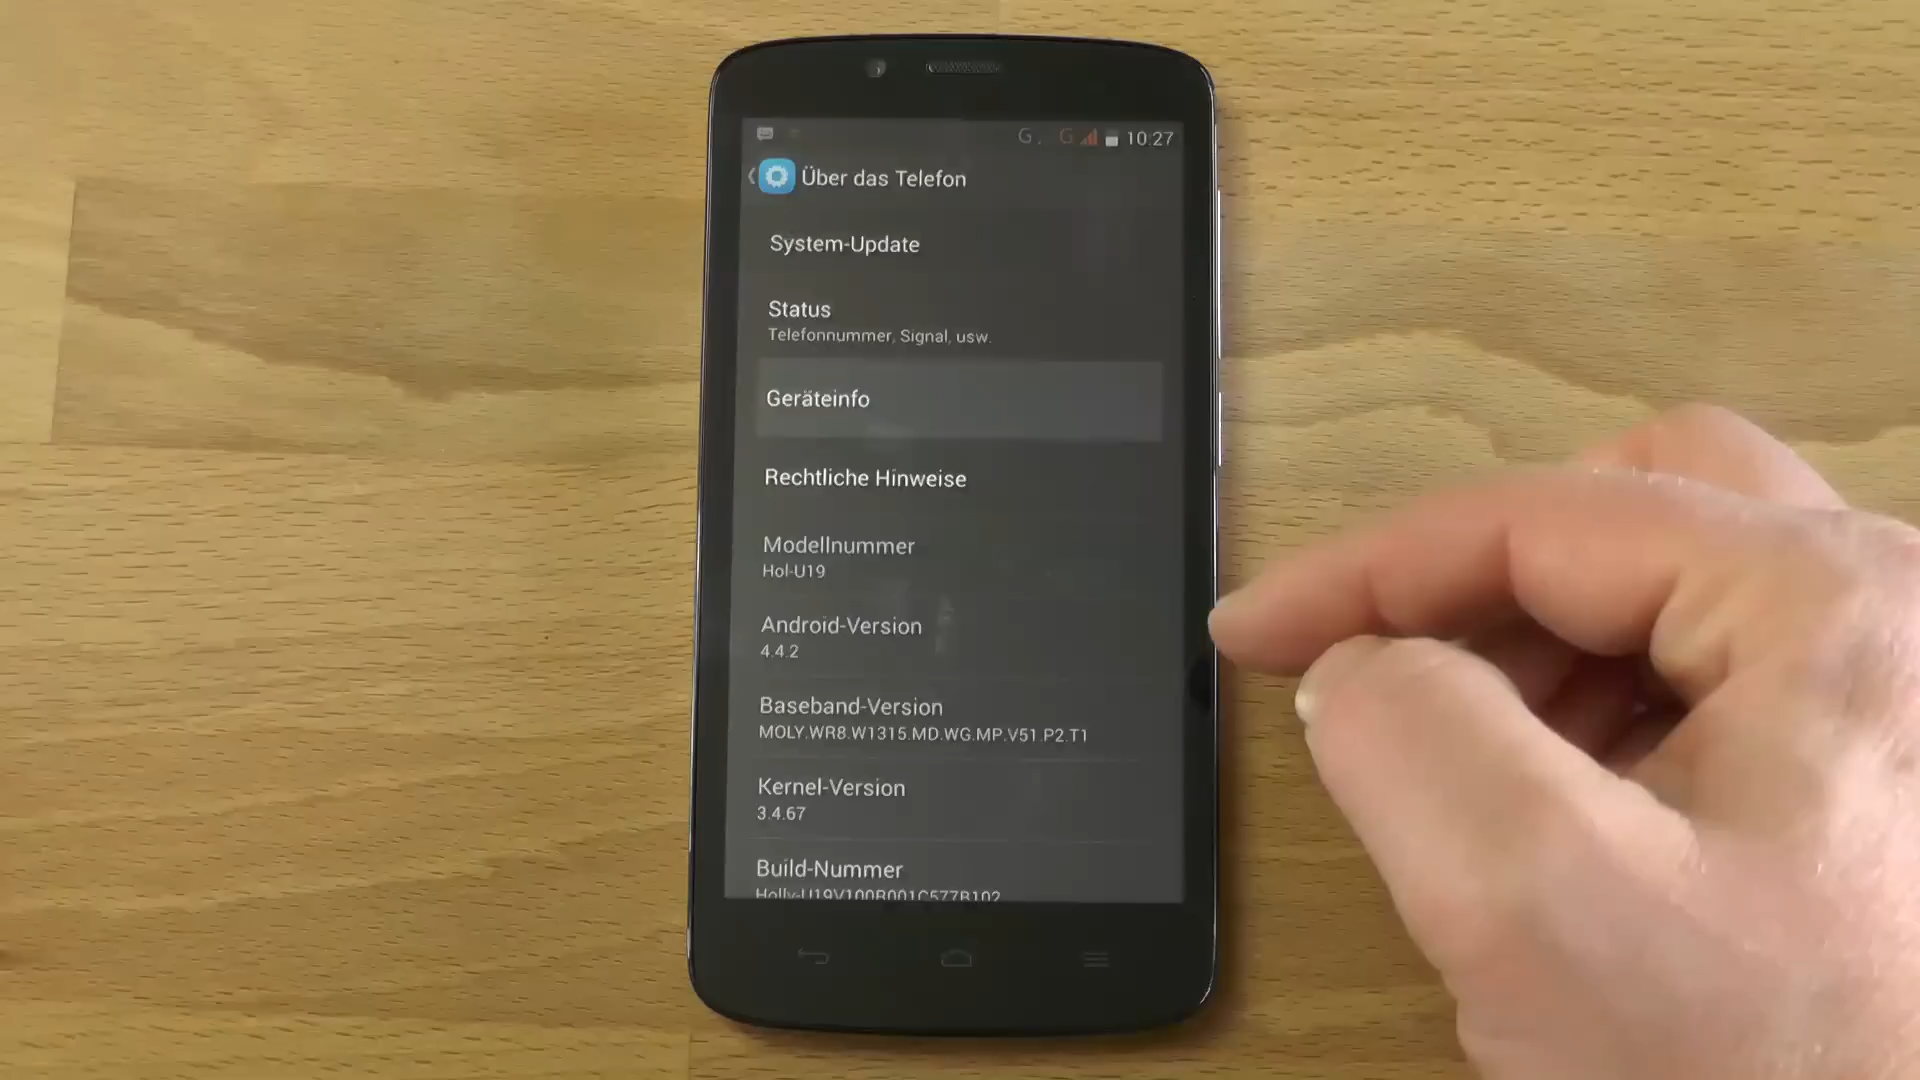 G G 10:27
Über das Telefon
System-Update
Status
Telefonnummer, Signal, usw.
Geräteinfo
Rechtliche Hinweise
Modellnummer
Hol-U19
Android-Version
4.4.2
Baseband-Version
MOLY.WR8.W1315.MD.WG.MP.V51.P2.T1
Kernel-Version
3.4.67
Build-Nummer
Holly-U19V100R001C577B102